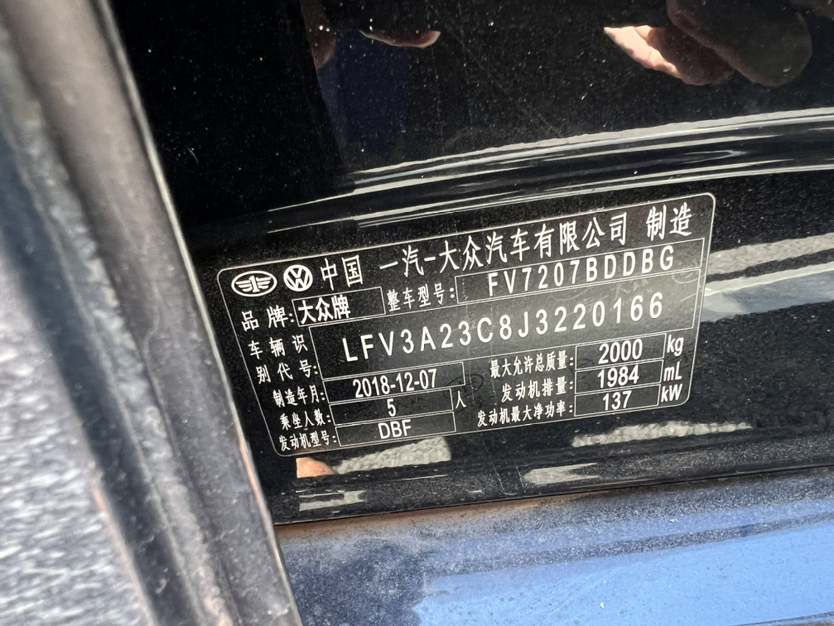 中国 一汽-大众汽车有限公司 制造
品牌: 大众牌 整车型号: FV7207BDDBG
车辆识别代号: LFV3A23C8J3220166
制造年月: 2018-12-07 最大允许总质量: 2000 kg
乘坐人数: 5 人 发动机排量: 1984 mL
发动机型号: DBF 发动机最大净功率: 137 kW